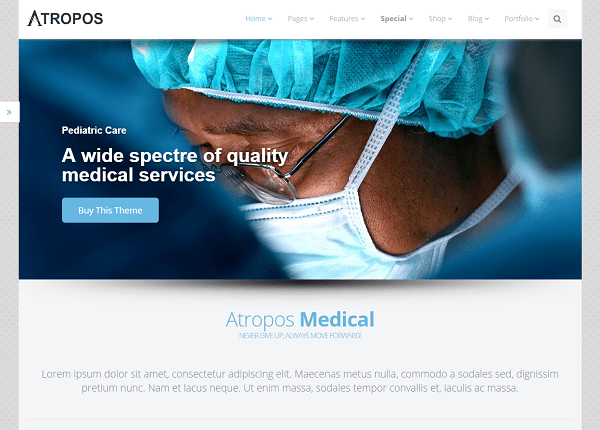 ATROPOS
Home Pages Features Special Shop Blog Portfolio
Pediatric Care
A wide spectre of quality
medical services
Buy This Theme
Atropos Medical
NEVER GIVE UP, ALWAYS MOVE FORWARD!
Lorem ipsum dolor sit amet, consectetur adipiscing elit. Maecenas metus nulla, commodo a sodales sed, dignissim
pretium nunc. Nam et lacus neque. Ut enim massa, sodales tempor convallis et, iaculis ac massa.